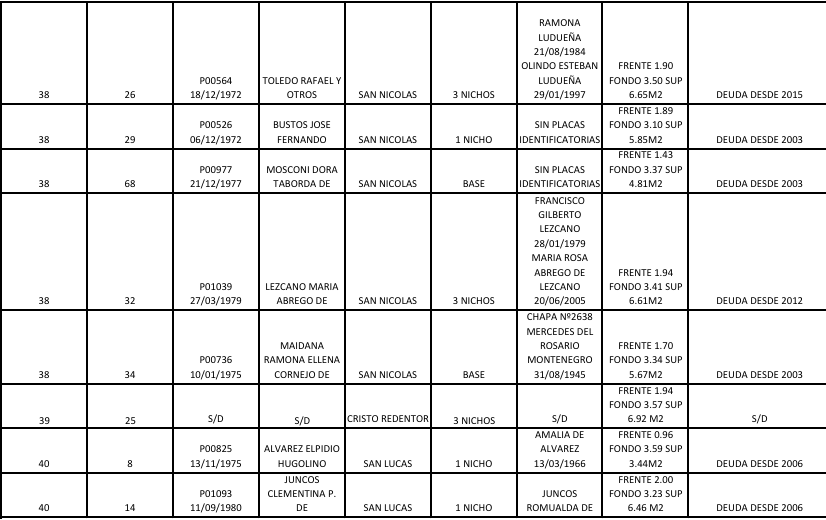 38
26
P00564
18/12/1972
TOLEDO RAFAEL Y
OTROS
SAN NICOLAS
3 NICHOS
RAMONA
LUDUEÑA
21/08/1984
OLINDO ESTEBAN
LUDUEÑA
29/01/1997
FRENTE 1.90
FONDO 3.50 SUP
6.65M2
DEUDA DESDE 2015
38
29
P00526
06/12/1972
BUSTOS JOSE
FERNANDO
SAN NICOLAS
1 NICHO
SIN PLACAS
IDENTIFICATORIAS
FRENTE 1.89
FONDO 3.10 SUP
5.85M2
DEUDA DESDE 2003
38
68
P00977
21/12/1977
MOSCONI DORA
TABORDA DE
SAN NICOLAS
BASE
SIN PLACAS
IDENTIFICATORIAS
FRENTE 1.43
FONDO 3.37 SUP
4.81M2
DEUDA DESDE 2003
38
32
P01039
27/03/1979
LEZCANO MARIA
ABREGO DE
SAN NICOLAS
3 NICHOS
FRANCISCO
GILBERTO
LEZCANO
28/01/1979
MARIA ROSA
ABREGO DE
LEZCANO
20/06/2005
FRENTE 1.94
FONDO 3.41 SUP
6.61M2
DEUDA DESDE 2012
38
34
P00736
10/01/1975
MAIDANA
RAMONA ELLENA
CORNEJO DE
SAN NICOLAS
BASE
CHAPA Nº2638
MERCEDES DEL
ROSARIO
MONTENEGRO
31/08/1945
FRENTE 1.70
FONDO 3.34 SUP
5.67M2
DEUDA DESDE 2003
39
25
S/D
S/D
CRISTO REDENTOR
3 NICHOS
S/D
FRENTE 1.94
FONDO 3.57 SUP
6.92 M2
S/D
40
8
P00825
13/11/1975
ALVAREZ ELPIDIO
HUGOLINO
SAN LUCAS
1 NICHO
AMALIA DE
ALVAREZ
13/03/1966
FRENTE 0.96
FONDO 3.59 SUP
3.44M2
DEUDA DESDE 2006
40
14
P01093
11/09/1980
JUNCOS
CLEMENTINA P.
DE
SAN LUCAS
1 NICHO
JUNCOS
ROMUALDA DE
FRENTE 2.00
FONDO 3.23 SUP
6.46 M2
DEUDA DESDE 2006